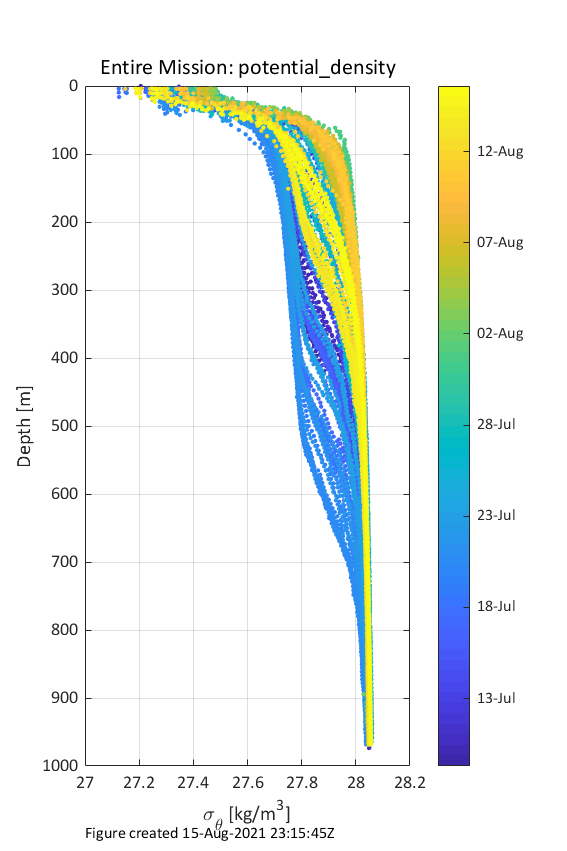 Entire Mission: potential_density
0
100
200
300
400
500
600
700
800
900
1000
Depth [m]
27
27.2
27.4
27.6
27.8
28
28.2
σθ [kg/m³]
12-Aug
07-Aug
02-Aug
28-Jul
23-Jul
18-Jul
13-Jul
Figure created 15-Aug-2021 23:15:45Z